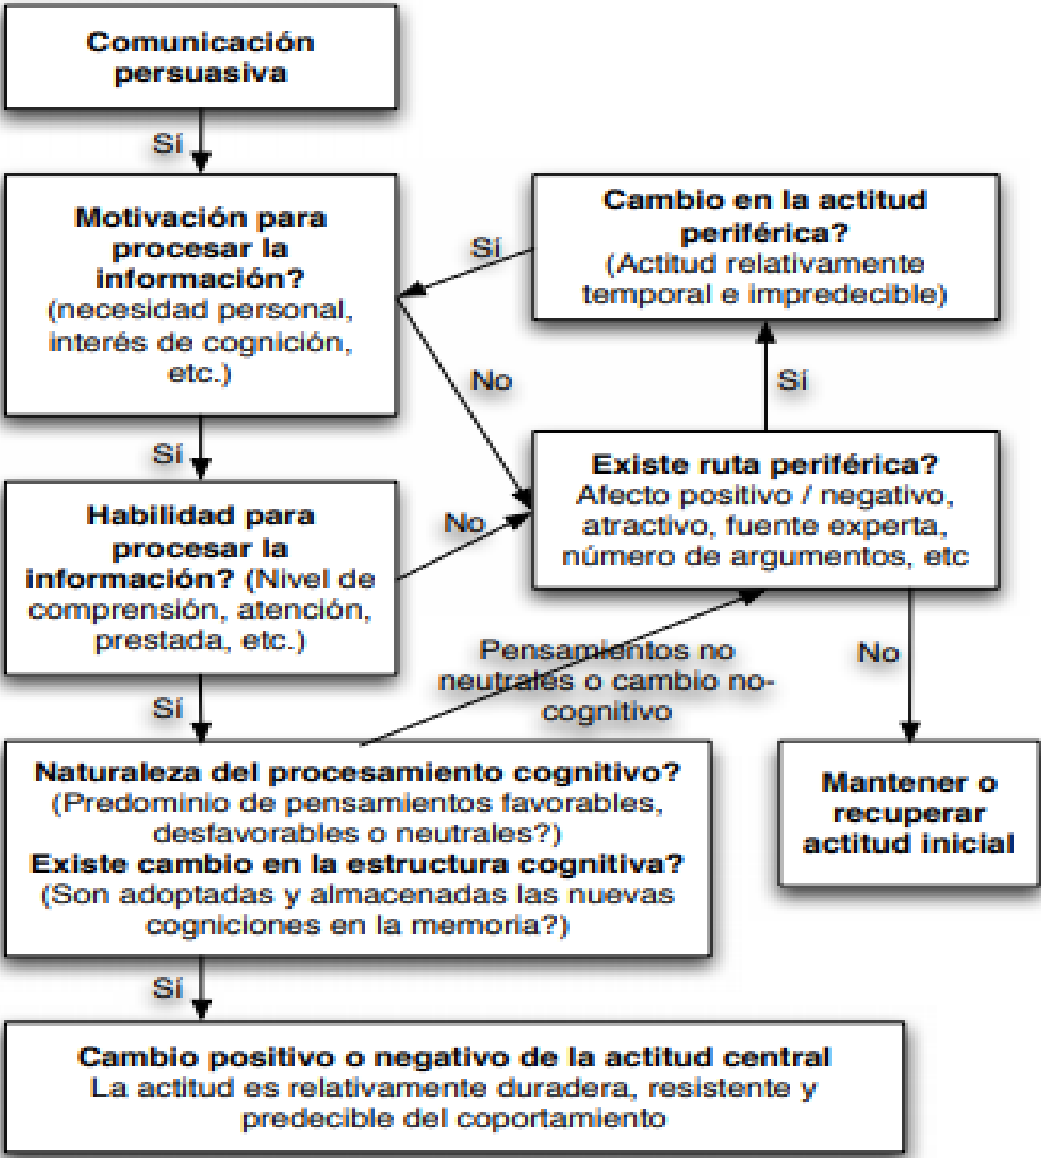 Comunicación
persuasiva
Sí
Motivación para
procesar la
información?
(necesidad personal,
interés de cognición,
etc.)
Sí
Cambio en la actitud
periférica?
(Actitud relativamente
temporal e impredecible)
No
Sí
Sí
Existe ruta periférica?
Afecto positivo / negativo,
atractivo, fuente experta,
número de argumentos, etc
Habilidad para
procesar la
información? (Nivel de
comprensión, atención,
prestada, etc.)
No
Pensamientos no
neutrales o cambio no-
cognitivo
No
Sí
Naturaleza del procesamiento cognitivo?
(Predominio de pensamientos favorables,
desfavorables o neutrales?)
Existe cambio en la estructura cognitiva?
(Son adoptadas y almacenadas las nuevas
cogniciones en la memoria?)
Mantener o
recuperar
actitud inicial
Sí
Cambio positivo o negativo de la actitud central
La actitud es relativamente duradera, resistente y
predecible del coportamiento